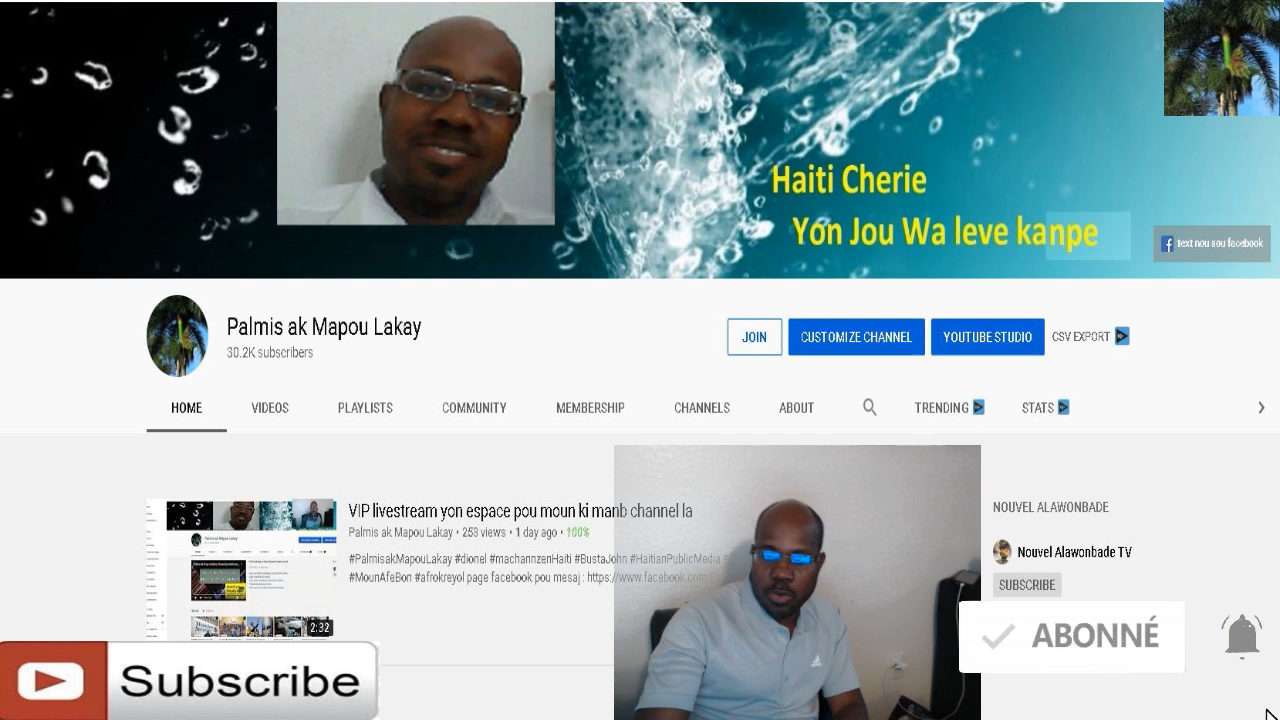 Haiti Cherie
Yon Jou Wa leve kanpe
text nou sou facebook
Palmis ak Mapou Lakay
30.2K subscribers
JOIN
CUSTOMIZE CHANNEL
YOUTUBE STUDIO
CSV EXPORT
HOME
VIDEOS
PLAYLISTS
COMMUNITY
MEMBERSHIP
CHANNELS
ABOUT
TRENDING
STATS
VIP livestream yon espace pou moun ki manb channel la
Palmis ak Mapou Lakay • 253 views • 1 day ago • 100%
#PalmisakMapouLakay #dionel #machannzenHaiti #BustaJohn #HaitianPublicMedia #
#MounAfeBon #adekreyol page facebook pou mesaj: https://www.facebook.com
2:32
NOUVEL ALAWONBADE
Nouvel Alawonbade TV
SUBSCRIBE
ABONNÉ
Subscribe